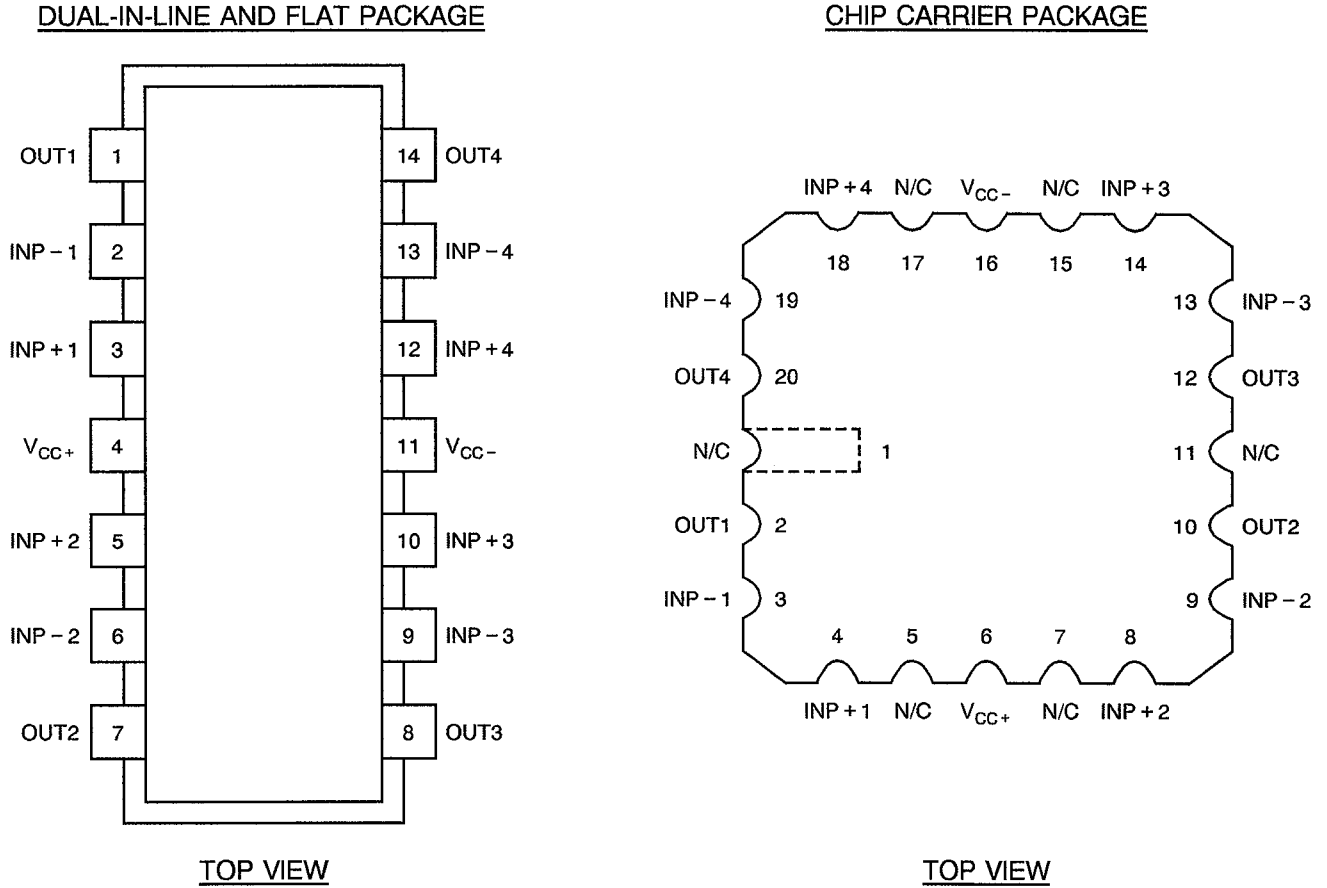 DUAL-IN-LINE AND FLAT PACKAGE
OUT1 1 14 OUT4
INP-1 2 13 INP-4
INP+1 3 12 INP+4
VCC+ 4 11 VCC-
INP+2 5 10 INP+3
INP-2 6 9 INP-3
OUT2 7 8 OUT3
TOP VIEW
CHIP CARRIER PACKAGE
INP+4 N/C VCC- N/C INP+3
18 17 16 15 14
INP-4 19 13 INP-3
OUT4 20 12 OUT3
N/C 1 11 N/C
OUT1 2 10 OUT2
INP-1 3 9 INP-2
4 5 6 7 8
INP+1 N/C VCC+ N/C INP+2
TOP VIEW